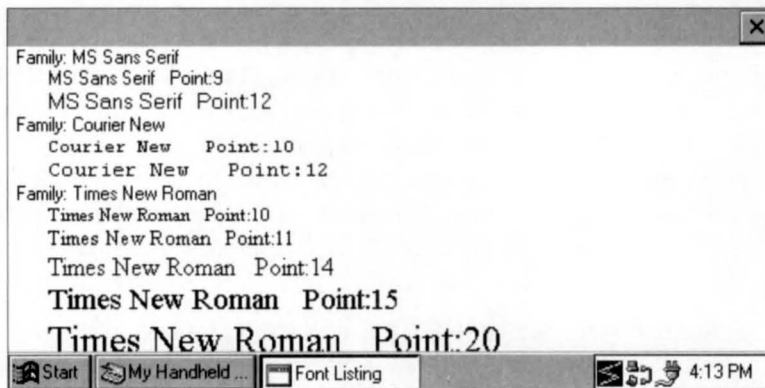 Family: MS Sans Serif
MS Sans Serif Point:9
MS Sans Serif Point:12
Family: Courier New
Courier New Point:10
Courier New Point:12
Family: Times New Roman
Times New Roman Point:10
Times New Roman Point:11
Times New Roman Point:14
Times New Roman Point:15
Times New Roman Point:20
Start My Handheld ... Font Listing 4:13 PM